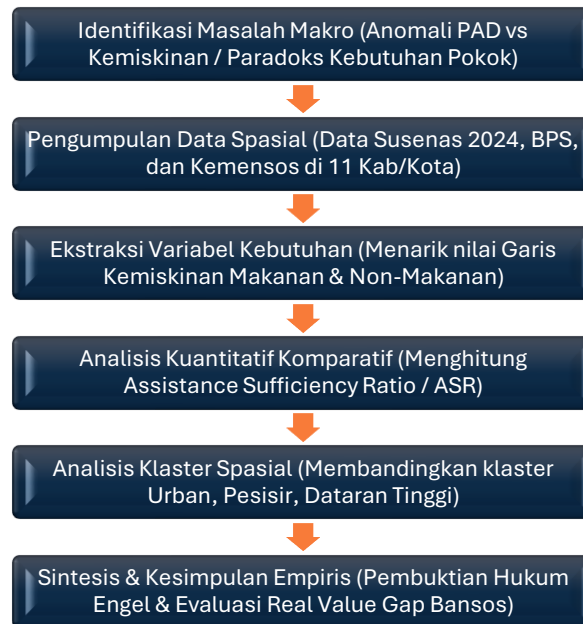 Identifikasi Masalah Makro (Anomali PAD vs
Kemiskinan / Paradoks Kebutuhan Pokok)
Pengumpulan Data Spasial (Data Susenas 2024, BPS,
dan Kemensos di 11 Kab/Kota)
Ekstraksi Variabel Kebutuhan (Menarik nilai Garis
Kemiskinan Makanan & Non-Makanan)
Analisis Kuantitatif Komparatif (Menghitung
Assistance Sufficiency Ratio / ASR)
Analisis Klaster Spasial (Membandingkan klaster
Urban, Pesisir, Dataran Tinggi)
Sintesis & Kesimpulan Empiris (Pembuktian Hukum
Engel & Evaluasi Real Value Gap Bansos)